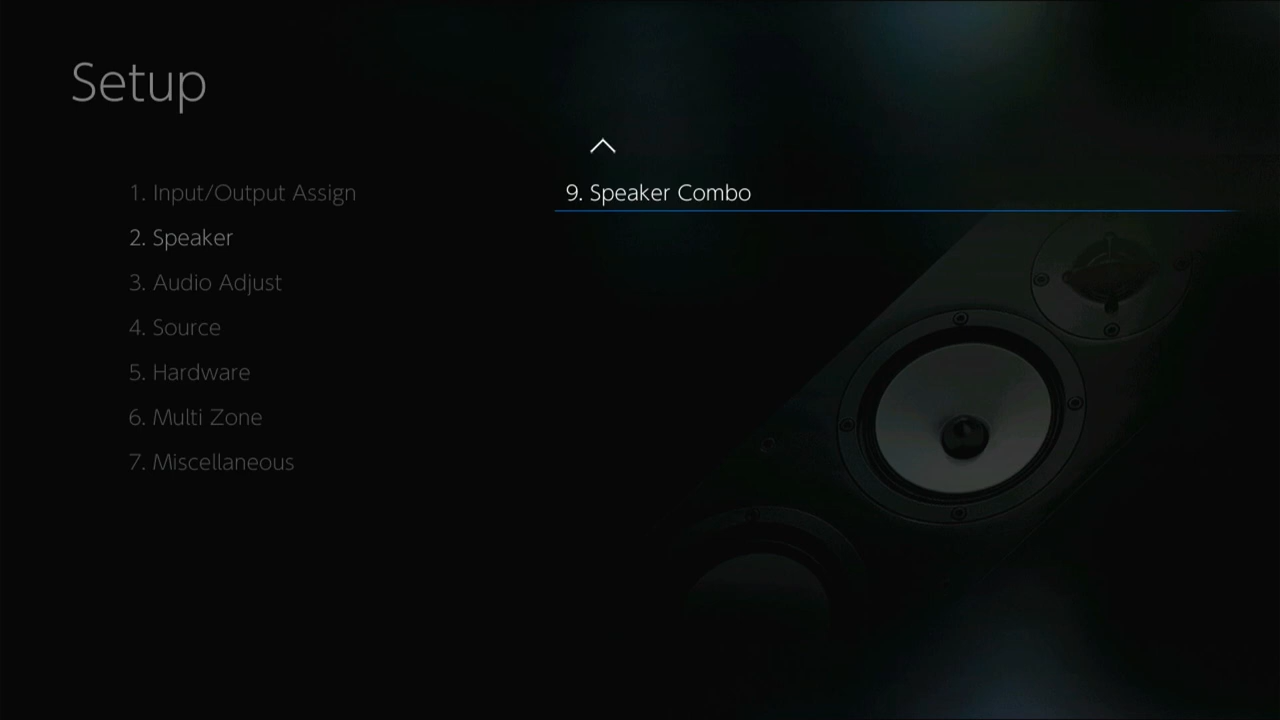 Setup
1. Input/Output Assign
2. Speaker
3. Audio Adjust
4. Source
5. Hardware
6. Multi Zone
7. Miscellaneous
9. Speaker Combo